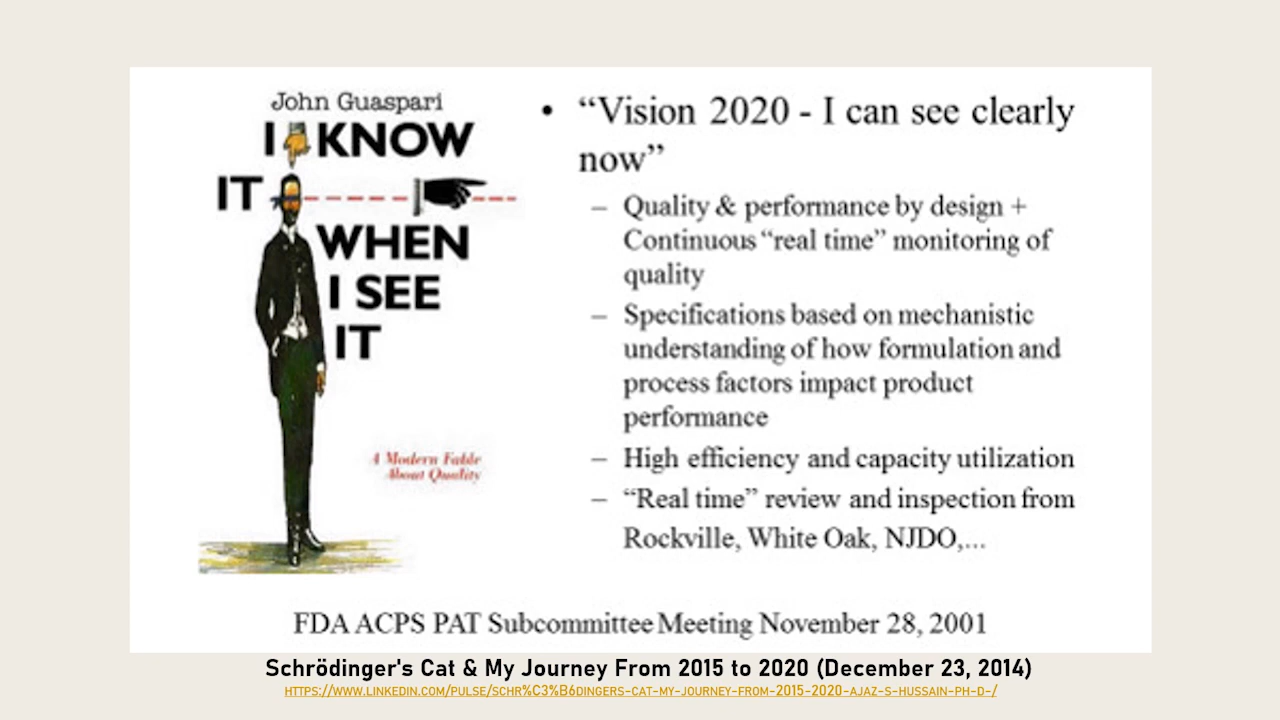 John Guaspari
I KNOW
IT
WHEN
I SEE
IT
A Modern Fable
About Quality
• “Vision 2020 - I can see clearly
now”
– Quality & performance by design +
Continuous “real time” monitoring of
quality
– Specifications based on mechanistic
understanding of how formulation and
process factors impact product
performance
– High efficiency and capacity utilization
– “Real time” review and inspection from
Rockville, White Oak, NJDO,...
FDA ACPS PAT Subcommittee Meeting November 28, 2001
Schrödinger's Cat & My Journey From 2015 to 2020 (December 23, 2014)
HTTPS://WWW.LINKEDIN.COM/PULSE/SCHR%C3%B6DINGERS-CAT-MY-JOURNEY-FROM-2015-2020-AJAZ-S-HUSSAIN-PH-D-/